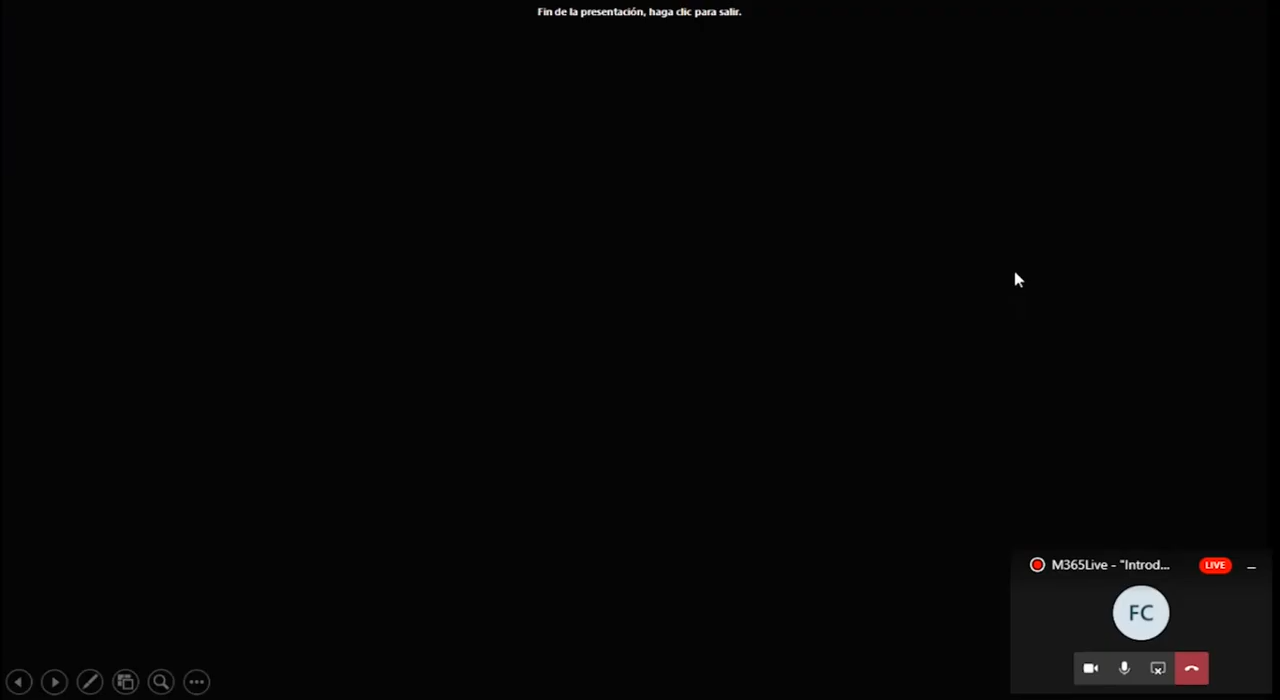 Fin de la presentación, haga clic para salir.
M365Live - "Introd...
LIVE
FC